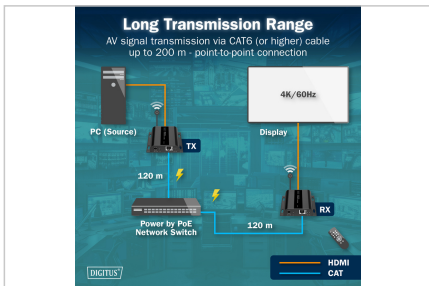 Long Transmission Range
AV signal transmission via CAT6 (or higher) cable
up to 200 m - point-to-point connection
4K/60Hz
PC (Source)
Display
TX
120 m
RX
Power by PoE
Network Switch
120 m
HDMI
CAT
DIGITUS®